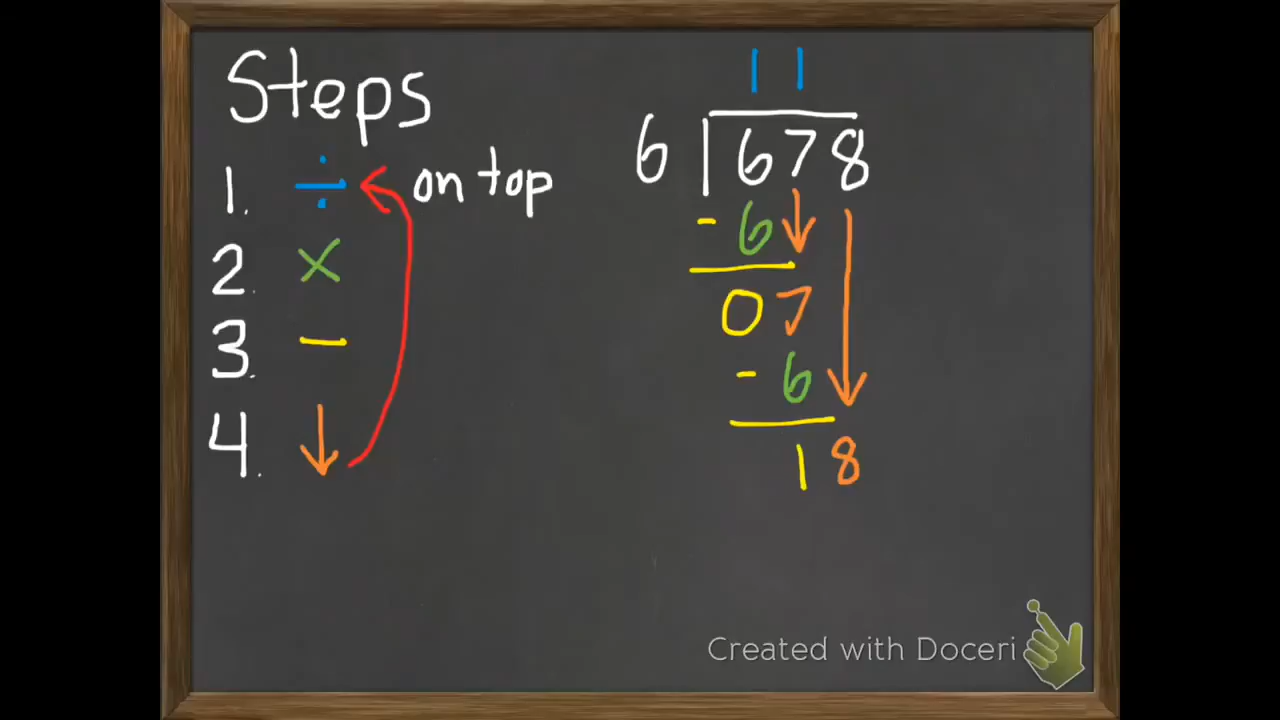 Steps
1. ÷ on top
2. ×
3. −
4. ↓
11
6 678
- 6 ↓
07
- 6
18
Created with Doceri